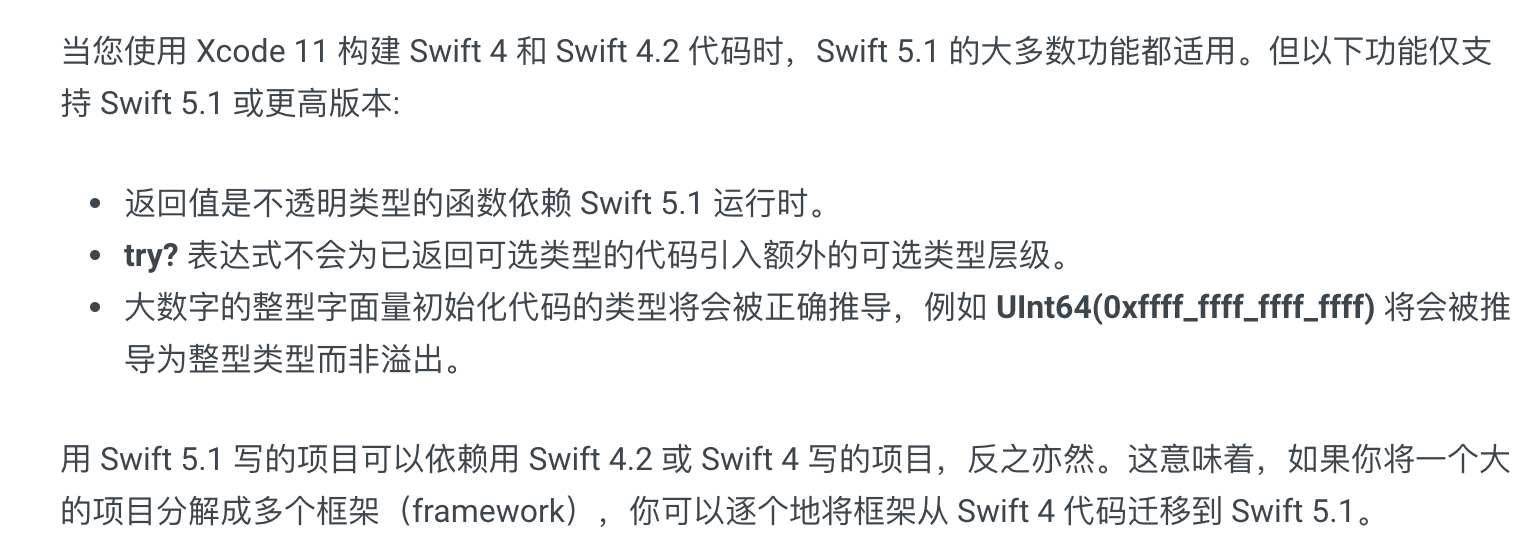 当您使用 Xcode 11 构建 Swift 4 和 Swift 4.2 代码时，Swift 5.1 的大多数功能都适用。但以下功能仅支
持 Swift 5.1 或更高版本:
• 返回值是不透明类型的函数依赖 Swift 5.1 运行时。
• try? 表达式不会为已返回可选类型的代码引入额外的可选类型层级。
• 大数字的整型字面量初始化代码的类型将会被正确推导，例如 UInt64(0xffff_ffff_ffff_ffff) 将会被推
导为整型类型而非溢出。
用 Swift 5.1 写的项目可以依赖用 Swift 4.2 或 Swift 4 写的项目，反之亦然。这意味着，如果你将一个大
的项目分解成多个框架（framework），你可以逐个地将框架从 Swift 4 代码迁移到 Swift 5.1。